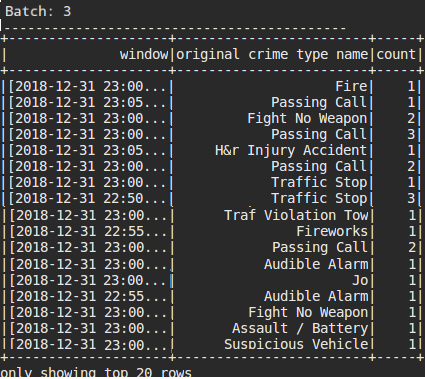 Batch: 3
-------------------------------------------
+--------------------+------------------------+-----+
|              window|original crime type name|count|
+--------------------+------------------------+-----+
|[2018-12-31 23:00...|                    Fire|    1|
|[2018-12-31 23:05...|            Passing Call|    1|
|[2018-12-31 23:00...|         Fight No Weapon|    2|
|[2018-12-31 23:00...|            Passing Call|    3|
|[2018-12-31 23:05...|     H&r Injury Accident|    1|
|[2018-12-31 23:00...|            Passing Call|    2|
|[2018-12-31 23:00...|            Traffic Stop|    1|
|[2018-12-31 22:50...|            Traffic Stop|    3|
|[2018-12-31 23:00...|      Traf Violation Tow|    1|
|[2018-12-31 22:55...|               Fireworks|    1|
|[2018-12-31 23:00...|            Passing Call|    2|
|[2018-12-31 23:00...|           Audible Alarm|    1|
|[2018-12-31 23:00...|                      Jo|    1|
|[2018-12-31 22:55...|           Audible Alarm|    1|
|[2018-12-31 23:00...|         Fight No Weapon|    1|
|[2018-12-31 23:00...|       Assault / Battery|    1|
|[2018-12-31 23:00...|      Suspicious Vehicle|    1|
+--------------------+------------------------+-----+
only showing top 20 rows